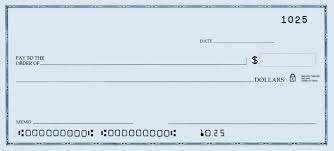 1025
DATE
PAY TO THE
ORDER OF $
DOLLARS
MEMO
1025